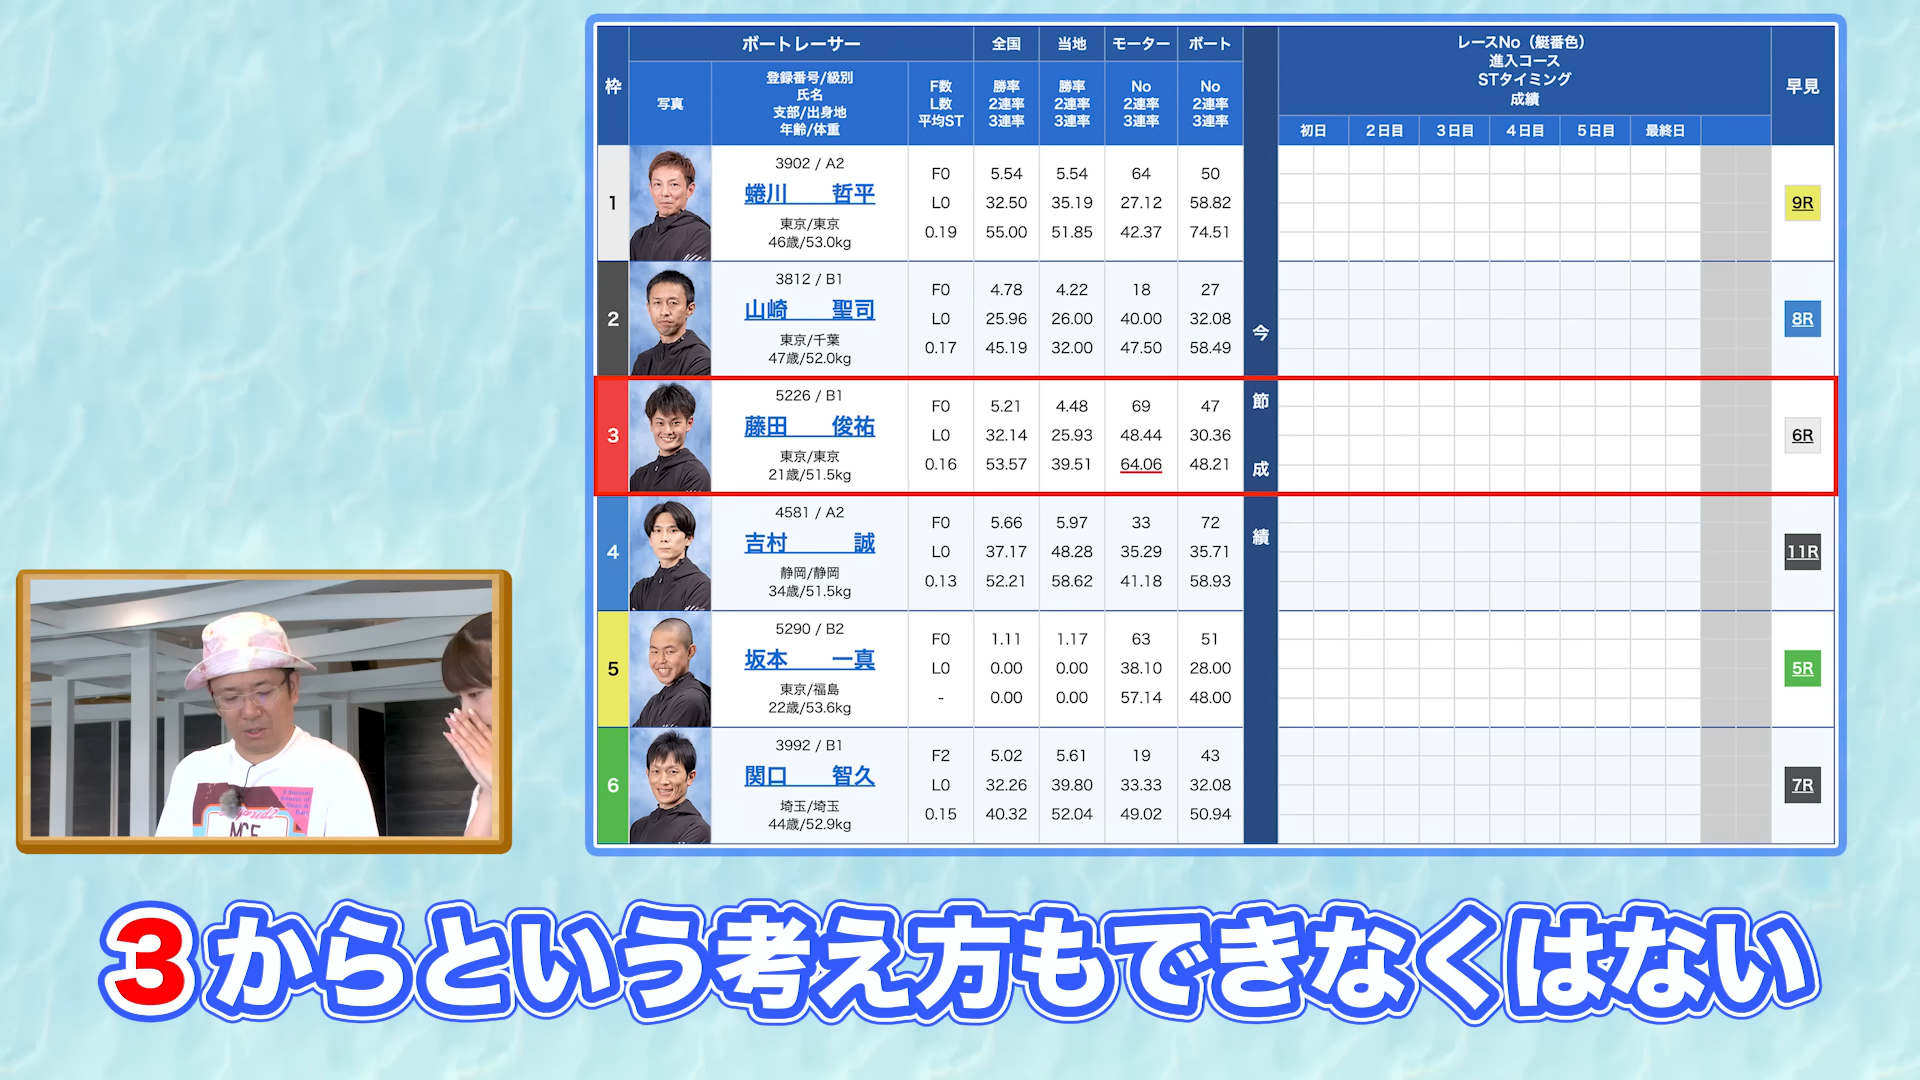 枠 ボートレーサー 全国 当地 モーター ボート レースNo（艇番色） 早見
進入コース
STタイミング
成績
写真 登録番号/級別 F数 勝率 勝率 No No
氏名 L数 2連率 2連率 2連率 2連率
支部/出身地 平均ST 3連率 3連率 3連率 3連率
年齢/体重
初日 2日目 3日目 4日目 5日目 最終日
今節成績
1 3902 / A2 F0 5.54 5.54 64 50 9R
蜷川 哲平 L0 32.50 35.19 27.12 58.82
東京/東京 0.19 55.00 51.85 42.37 74.51
46歳/53.0kg
2 3812 / B1 F0 4.78 4.22 18 27 8R
山崎 聖司 L0 25.96 26.00 40.00 32.08
東京/千葉 0.17 45.19 32.00 47.50 58.49
47歳/52.0kg
3 5226 / B1 F0 5.21 4.48 69 47 6R
藤田 俊祐 L0 32.14 25.93 48.44 30.36
東京/東京 0.16 53.57 39.51 64.06 48.21
21歳/51.5kg
4 4581 / A2 F0 5.66 5.97 33 72 11R
吉村 誠 L0 37.17 48.28 35.29 35.71
静岡/静岡 0.13 52.21 58.62 41.18 58.93
34歳/51.5kg
5 5290 / B2 F0 1.11 1.17 63 51 5R
坂本 一真 L0 0.00 0.00 38.10 28.00
東京/福島 - 0.00 0.00 57.14 48.00
22歳/53.6kg
6 3992 / B1 F2 5.02 5.61 19 43 7R
関口 智久 L0 32.26 39.80 33.33 32.08
埼玉/埼玉 0.15 40.32 52.04 49.02 50.94
44歳/52.9kg
3からという考え方もできなくはない